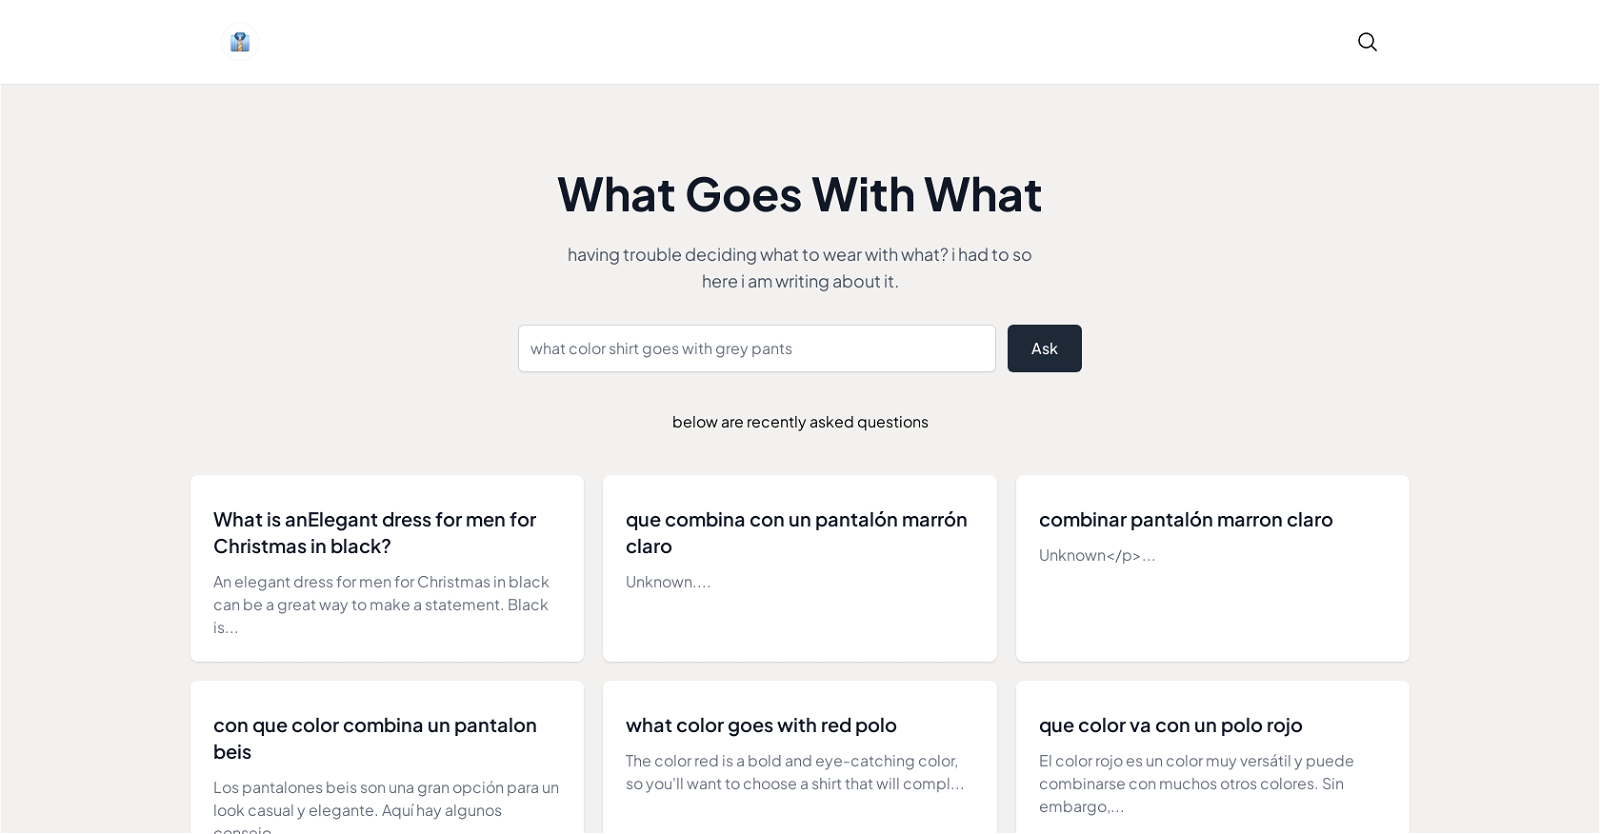 What Goes With What
having trouble deciding what to wear with what? i had to so
here i am writing about it.
what color shirt goes with grey pants
Ask
below are recently asked questions
What is anElegant dress for men for
Christmas in black?
An elegant dress for men for Christmas in black
can be a great way to make a statement. Black
is...
que combina con un pantalón marrón
claro
Unknown....
combinar pantalón marron claro
Unknown</p>...
con que color combina un pantalon
beis
Los pantalones beis son una gran opción para un
look casual y elegante. Aquí hay algunos
consejo...
what color goes with red polo
The color red is a bold and eye-catching color,
so you'll want to choose a shirt that will compl...
que color va con un polo rojo
El color rojo es un color muy versátil y puede
combinarse con muchos otros colores. Sin
embargo,...